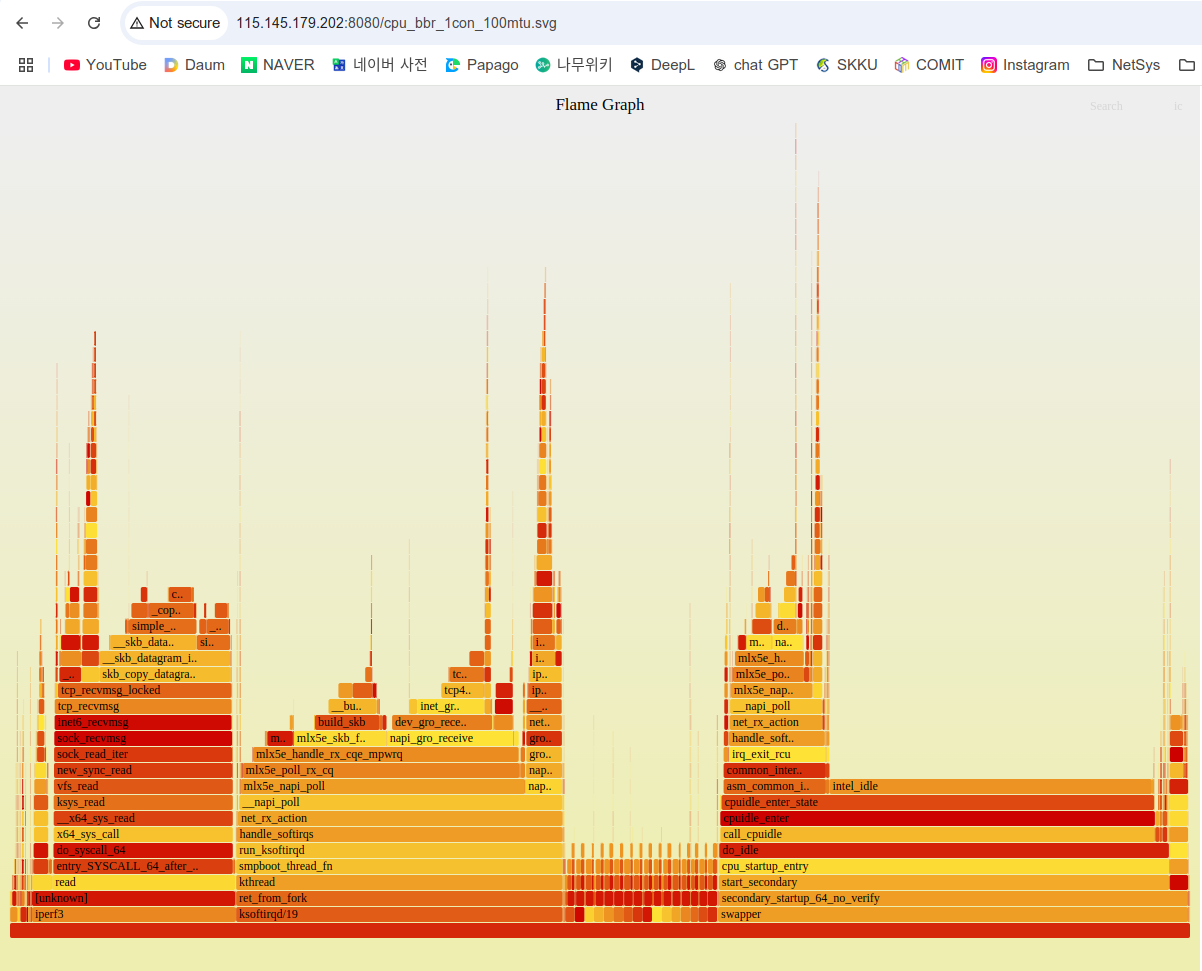 Not secure 115.145.179.202:8080/cpu_bbr_1con_100mtu.svg
YouTube Daum NAVER 네이버 사전 Papago 나무위키 DeepL chat GPT SKKU COMIT Instagram NetSys
Flame Graph
Search ic
c..
_cop..
simple_.. _.. d..
__skb_data.. si.. i.. m.. na..
__skb_datagram_i.. i.. mlx5e_h..
_.. skb_copy_datagra.. tc.. ip.. mlx5e_po..
tcp_recvmsg_locked tcp4.. ip.. mlx5e_nap..
tcp_recvmsg __bu.. inet_gr.. __.. __napi_poll
inet6_recvmsg build_skb dev_gro_rece.. net.. net_rx_action
sock_recvmsg m.. mlx5e_skb_f.. napi_gro_receive gro.. handle_soft..
sock_read_iter mlx5e_handle_rx_cqe_mpwrq gro.. irq_exit_rcu
new_sync_read mlx5e_poll_rx_cq nap.. common_inter..
vfs_read mlx5e_napi_poll nap.. asm_common_i.. intel_idle
ksys_read __napi_poll cpuidle_enter_state
__x64_sys_read net_rx_action cpuidle_enter
x64_sys_call handle_softirqs call_cpuidle
do_syscall_64 run_ksoftirqd do_idle
entry_SYSCALL_64_after_.. smpboot_thread_fn cpu_startup_entry
read kthread start_secondary
[unknown] ret_from_fork secondary_startup_64_no_verify
iperf3 ksoftirqd/19 swapper